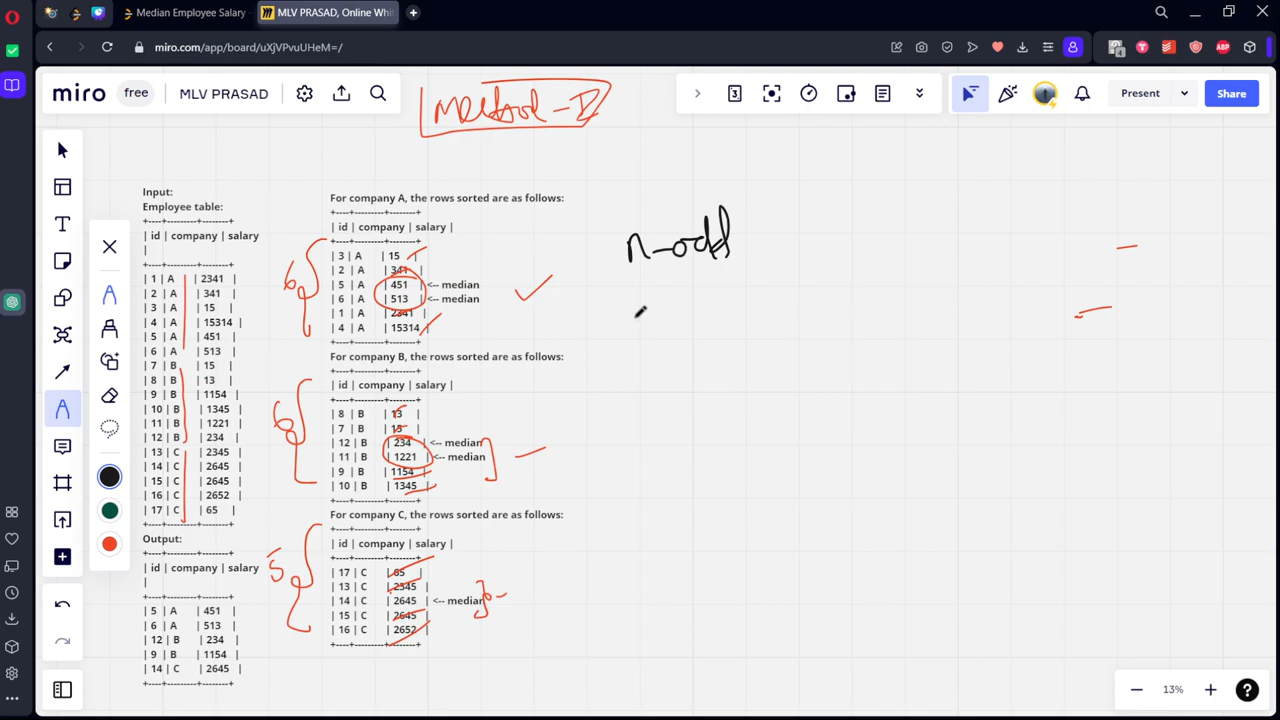 Median Employee Salary
MLV PRASAD, Online Whi
miro.com/app/board/uXjVPvuUHeM=/
miro free MLV PRASAD
Present
Share
Method-I
Input:
Employee table:
+----+---------+--------+
| id | company | salary
|
+----+---------+--------+
| 1 | A | 2341 |
| 2 | A | 341 |
| 3 | A | 15 |
| 4 | A | 15314 |
| 5 | A | 451 |
| 6 | A | 513 |
| 7 | B | 15 |
| 8 | B | 13 |
| 9 | B | 1154 |
| 10 | B | 1345 |
| 11 | B | 1221 |
| 12 | B | 234 |
| 13 | C | 2345 |
| 14 | C | 2645 |
| 15 | C | 2645 |
| 16 | C | 2652 |
| 17 | C | 65 |
+----+---------+--------+
Output:
+----+---------+--------+
| id | company | salary
|
+----+---------+--------+
| 5 | A | 451 |
| 6 | A | 513 |
| 12 | B | 234 |
| 9 | B | 1154 |
| 14 | C | 2645 |
+----+---------+--------+
For company A, the rows sorted are as follows:
+----+---------+--------+
| id | company | salary |
+----+---------+--------+
| 3 | A | 15 |
| 2 | A | 341 |
| 5 | A | 451 | <-- median
| 6 | A | 513 | <-- median
| 1 | A | 2341 |
| 4 | A | 15314 |
+----+---------+--------+
6
For company B, the rows sorted are as follows:
+----+---------+--------+
| id | company | salary |
+----+---------+--------+
| 8 | B | 13 |
| 7 | B | 15 |
| 12 | B | 234 | <-- median
| 11 | B | 1221 | <-- median
| 9 | B | 1154 |
| 10 | B | 1345 |
+----+---------+--------+
6
For company C, the rows sorted are as follows:
+----+---------+--------+
| id | company | salary |
+----+---------+--------+
| 17 | C | 65 |
| 13 | C | 2345 |
| 14 | C | 2645 | <-- median
| 15 | C | 2645 |
| 16 | C | 2652 |
+----+---------+--------+
5
n-odd
13%